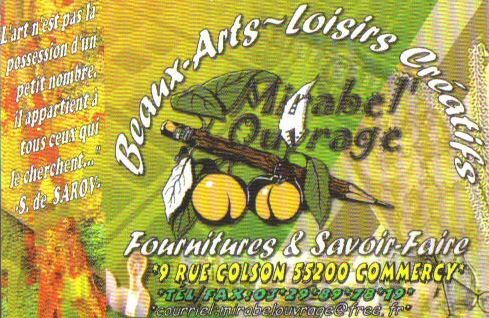 L'art n'est pas la
possession d'un
petit nombre,
il appartient à
tous ceux qui
le cherchent..."
S. de SAROV.
Beaux-Arts~Loisirs Créatifs
Mirabel'
Ouvrage
Fournitures & Savoir-Faire
"9 RUE COLSON 55200 COMMERCY"
"TEL/FAX:03"29"89"78"19"
"courriel-mirabelouvrage@free.fr"